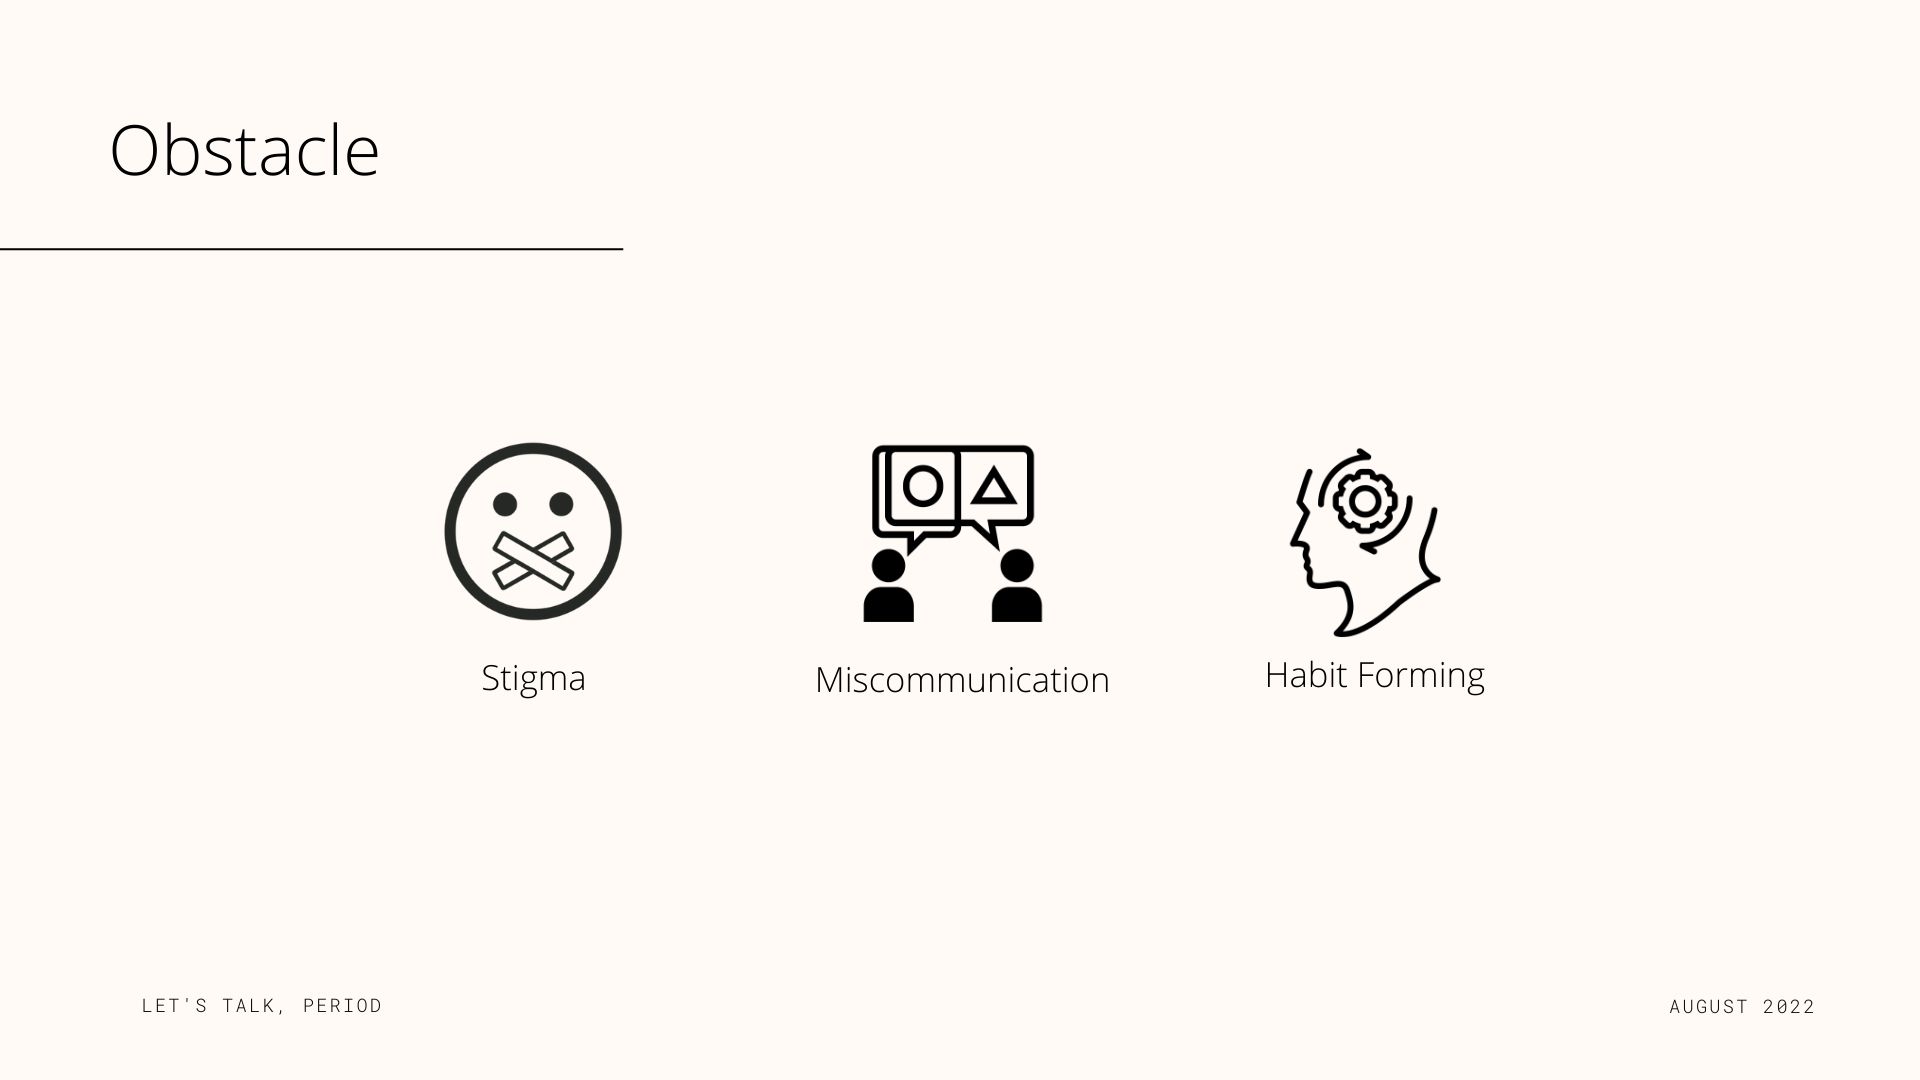 Obstacle
Stigma
Miscommunication
Habit Forming
LET'S TALK, PERIOD
AUGUST 2022